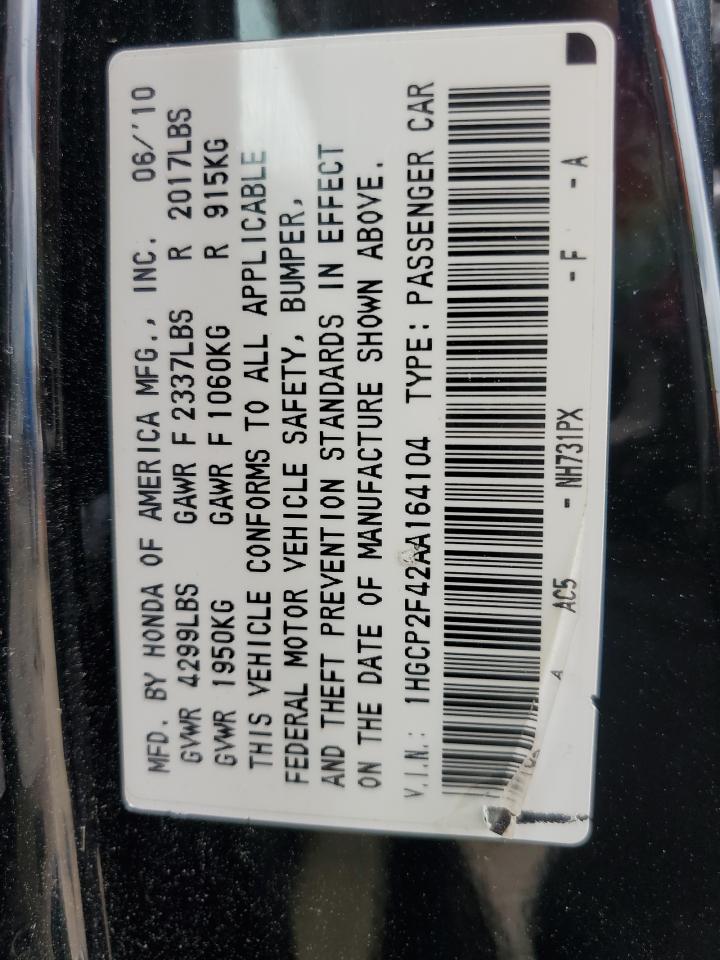 MFD. BY HONDA OF AMERICA MFG., INC. 06/'10
GVWR 4299LBS GAWR F 2337LBS R 2017LBS
GVWR 1950KG GAWR F 1060KG R 915KG
THIS VEHICLE CONFORMS TO ALL APPLICABLE
FEDERAL MOTOR VEHICLE SAFETY, BUMPER,
AND THEFT PREVENTION STANDARDS IN EFFECT
ON THE DATE OF MANUFACTURE SHOWN ABOVE.
V.I.N.: 1HGCP2F42AA164104 TYPE: PASSENGER CAR
A AC5 - NH731PX - F - A